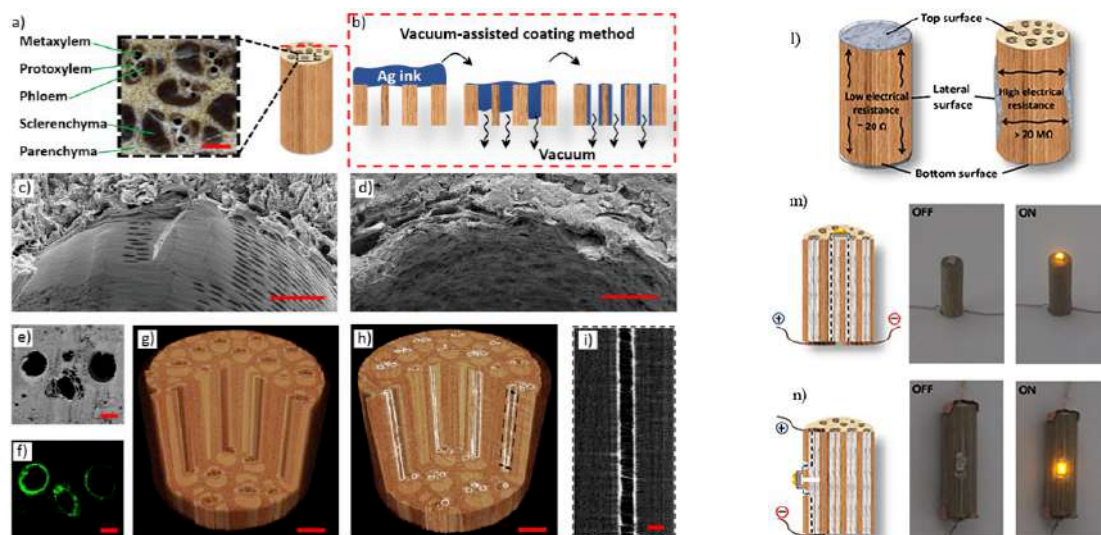 a)
Metaxylem
Protoxylem
Phloem
Sclerenchyma
Parenchyma
b)
Vacuum-assisted coating method
Ag ink
Vacuum
c)
d)
e)
f)
g)
h)
i)
l)
Top surface
Low electrical
resistance
~ 20 Ω
Lateral
surface
High electrical
resistance
> 20 MΩ
Bottom surface
m)
OFF
ON
+
−
n)
OFF
ON
+
−